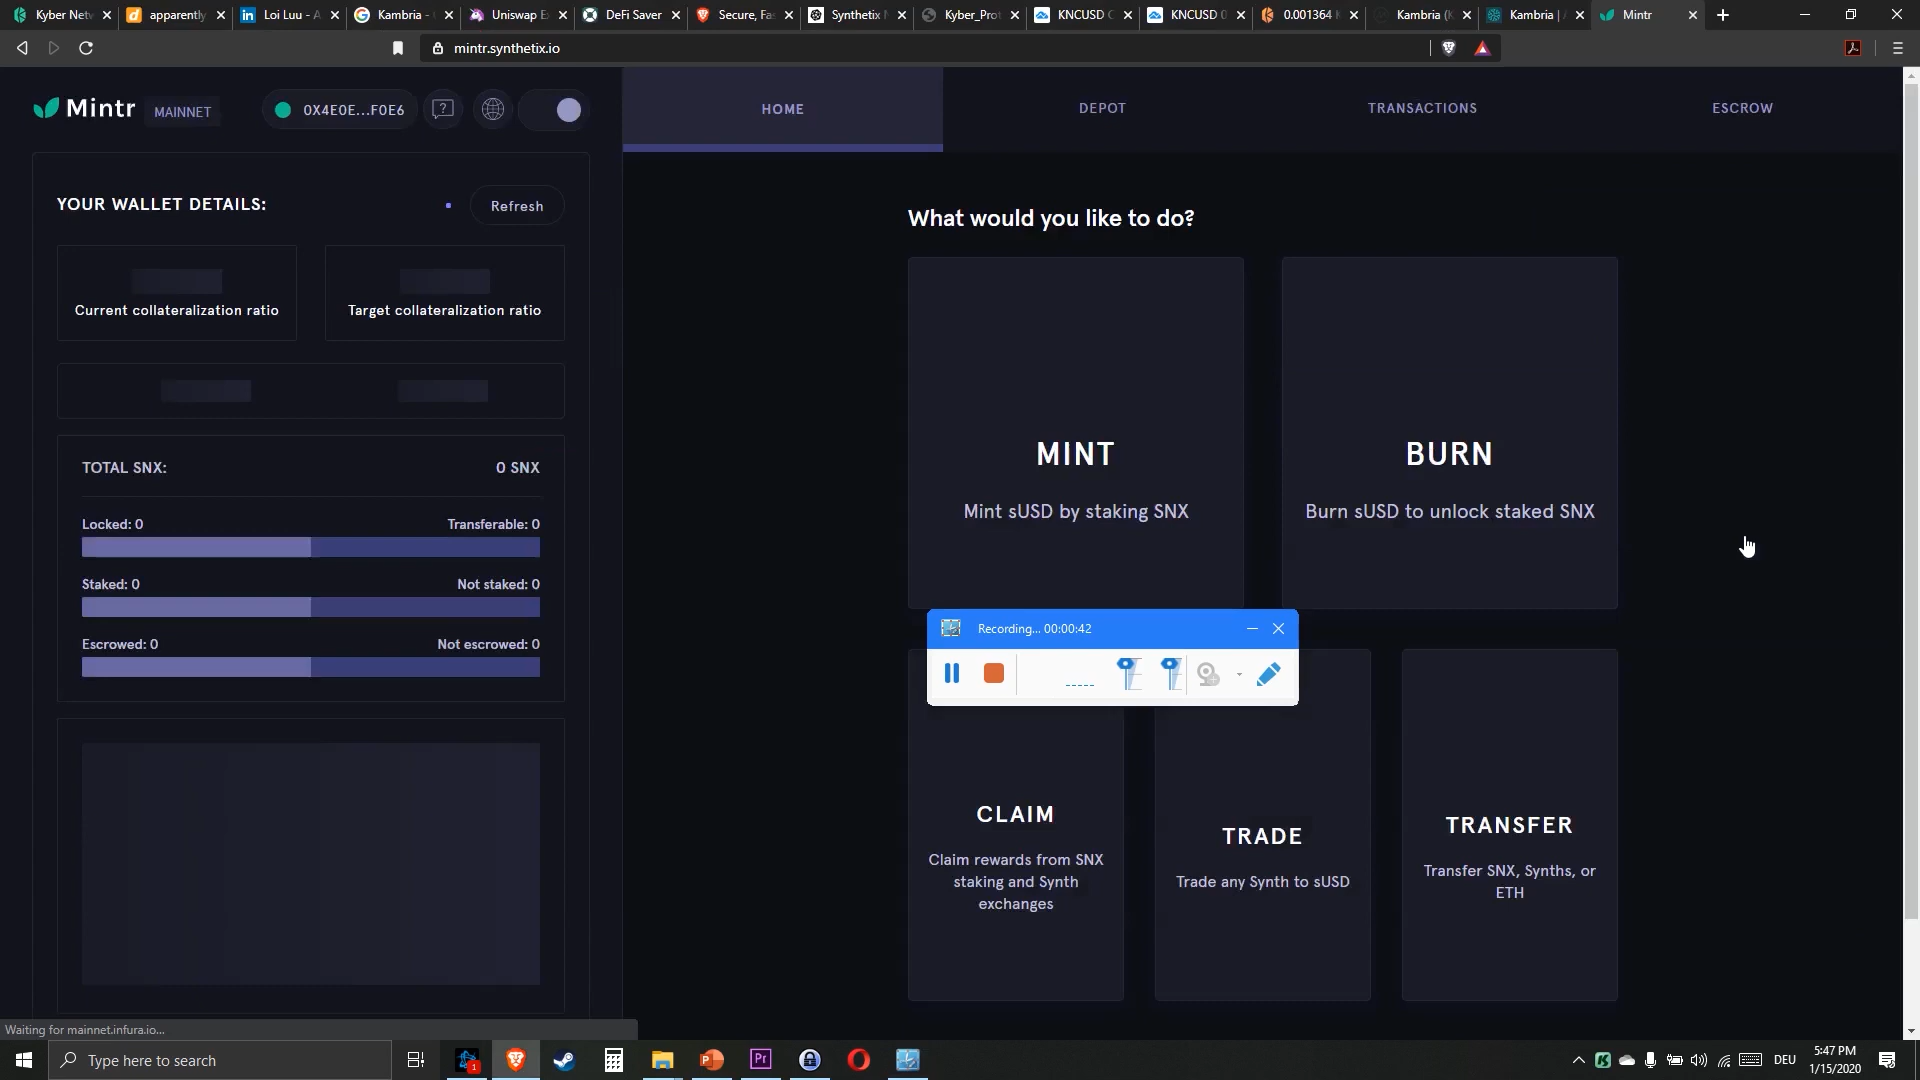 Kyber Netw
apparently
Loi Luu - A
Kambria -
Uniswap E
DeFi Saver
Secure, Fa
Synthetix
Kyber_Prot
KNCUSD
KNCUSD 0
0.001364
Kambria (K
Kambria |
Mintr
mintr.synthetix.io
Mintr
MAINNET
0X4E0E...F0E6
HOME
DEPOT
TRANSACTIONS
ESCROW
YOUR WALLET DETAILS:
Refresh
Current collateralization ratio
Target collateralization ratio
TOTAL SNX:
0 SNX
Locked: 0
Transferable: 0
Staked: 0
Not staked: 0
Escrowed: 0
Not escrowed: 0
What would you like to do?
MINT
Mint sUSD by staking SNX
BURN
Burn sUSD to unlock staked SNX
Recording... 00:00:42
CLAIM
Claim rewards from SNX
staking and Synth
exchanges
TRADE
Trade any Synth to sUSD
TRANSFER
Transfer SNX, Synths, or
ETH
Waiting for mainnet.infura.io...
Type here to search
1
Pr
DEU
5:47 PM
1/15/2020